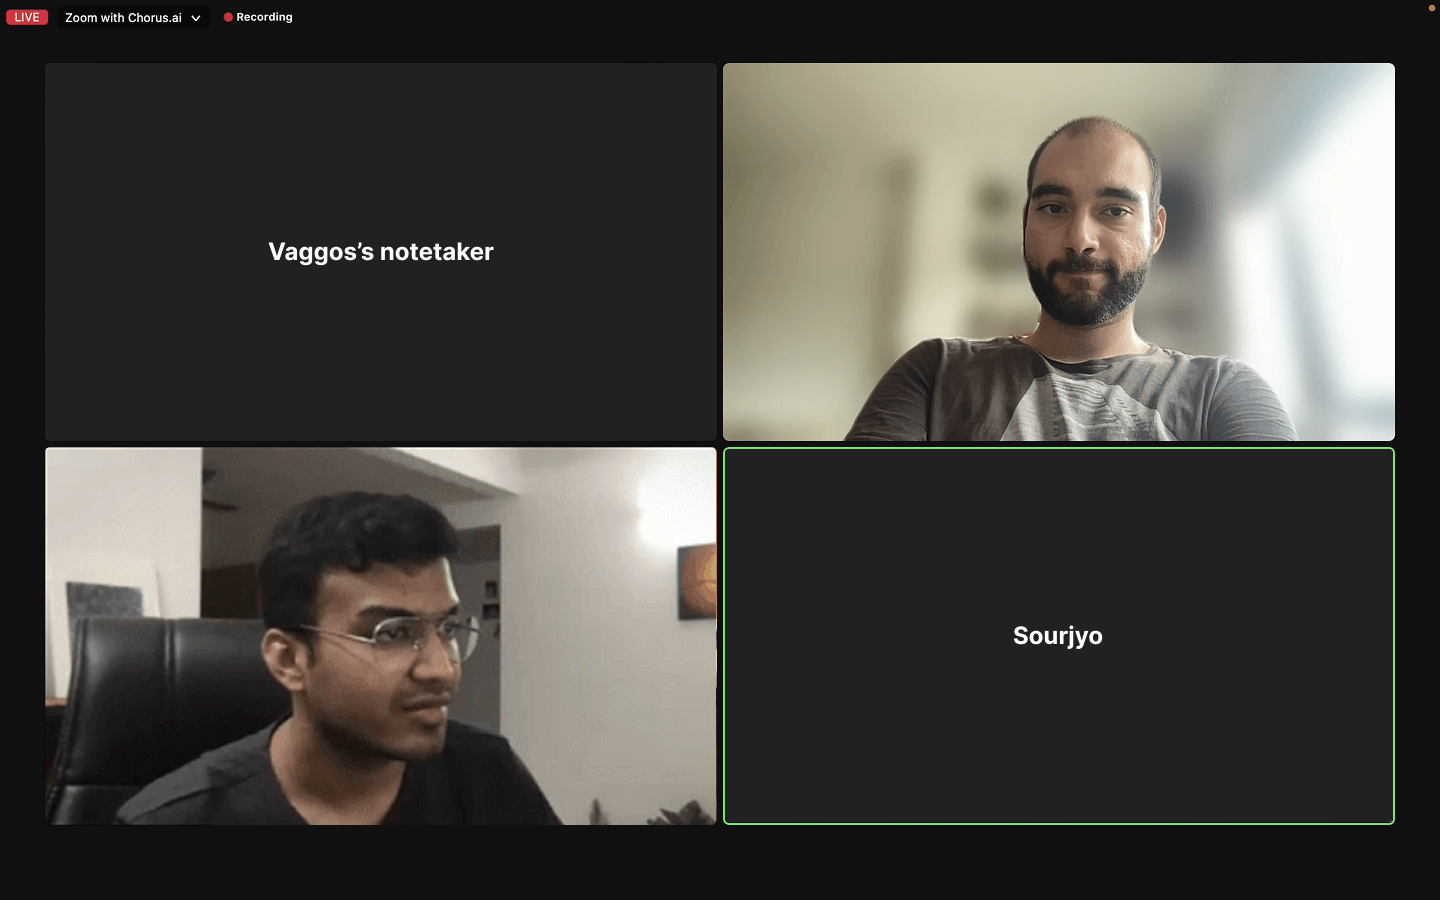 LIVE
Zoom with Chorus.ai
Recording
Vaggos’s notetaker
Sourjyo